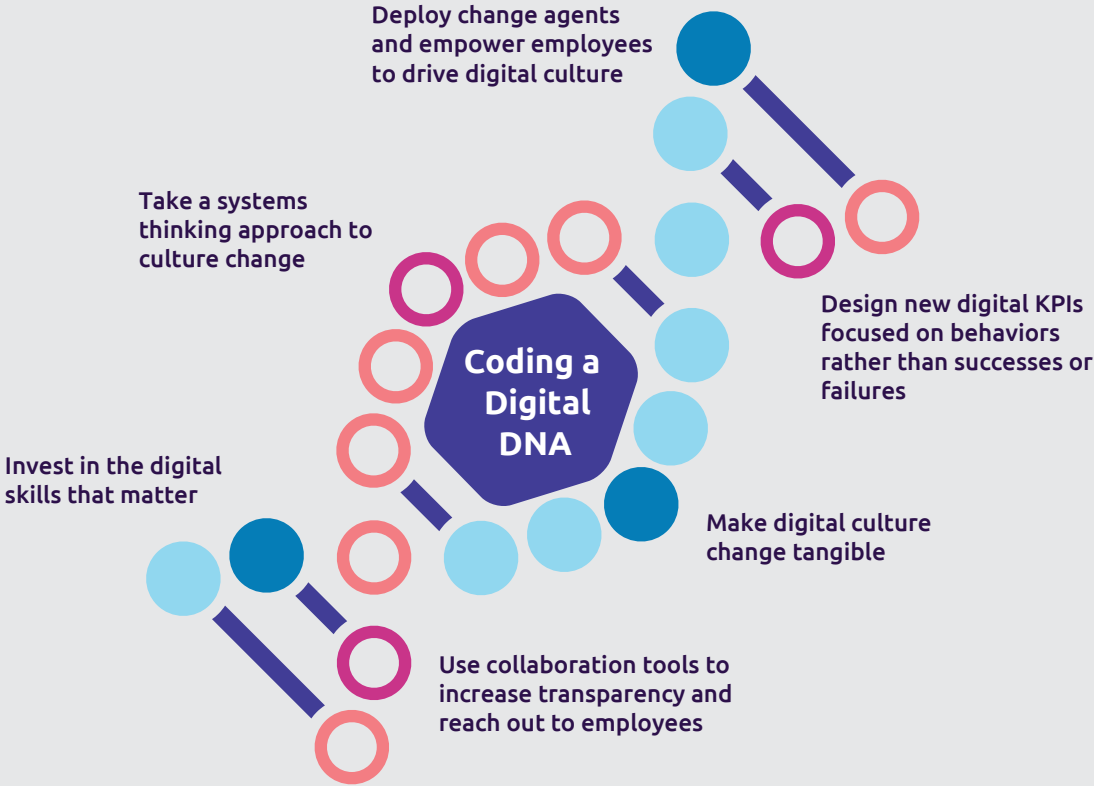 Deploy change agents
and empower employees
to drive digital culture
Take a systems
thinking approach to
culture change
Design new digital KPIs
focused on behaviors
rather than successes or
failures
Coding a
Digital
DNA
Invest in the digital
skills that matter
Make digital culture
change tangible
Use collaboration tools to
increase transparency and
reach out to employees